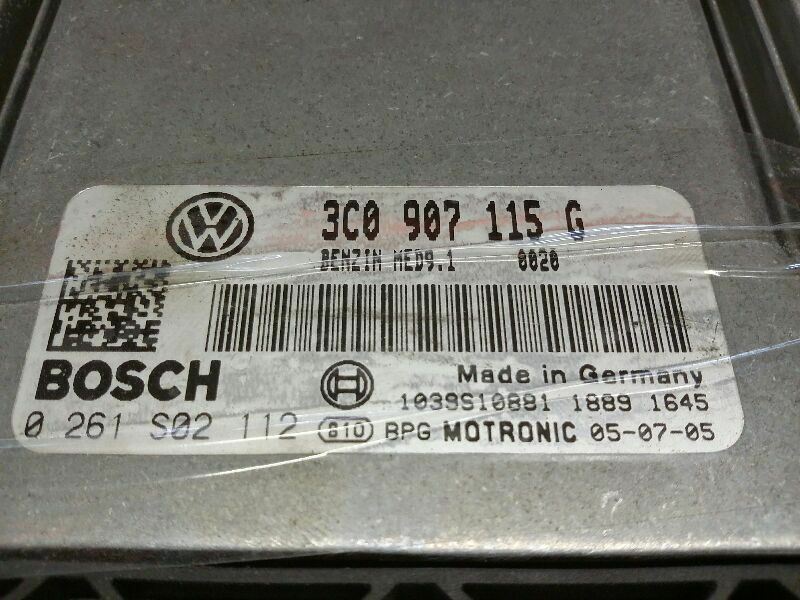 3C0 907 115 G
BENZIN MED9.1 0020
BOSCH
Made in Germany
1039S10881 1889 1645
0 261 S02 112 810 BPG MOTRONIC 05-07-05